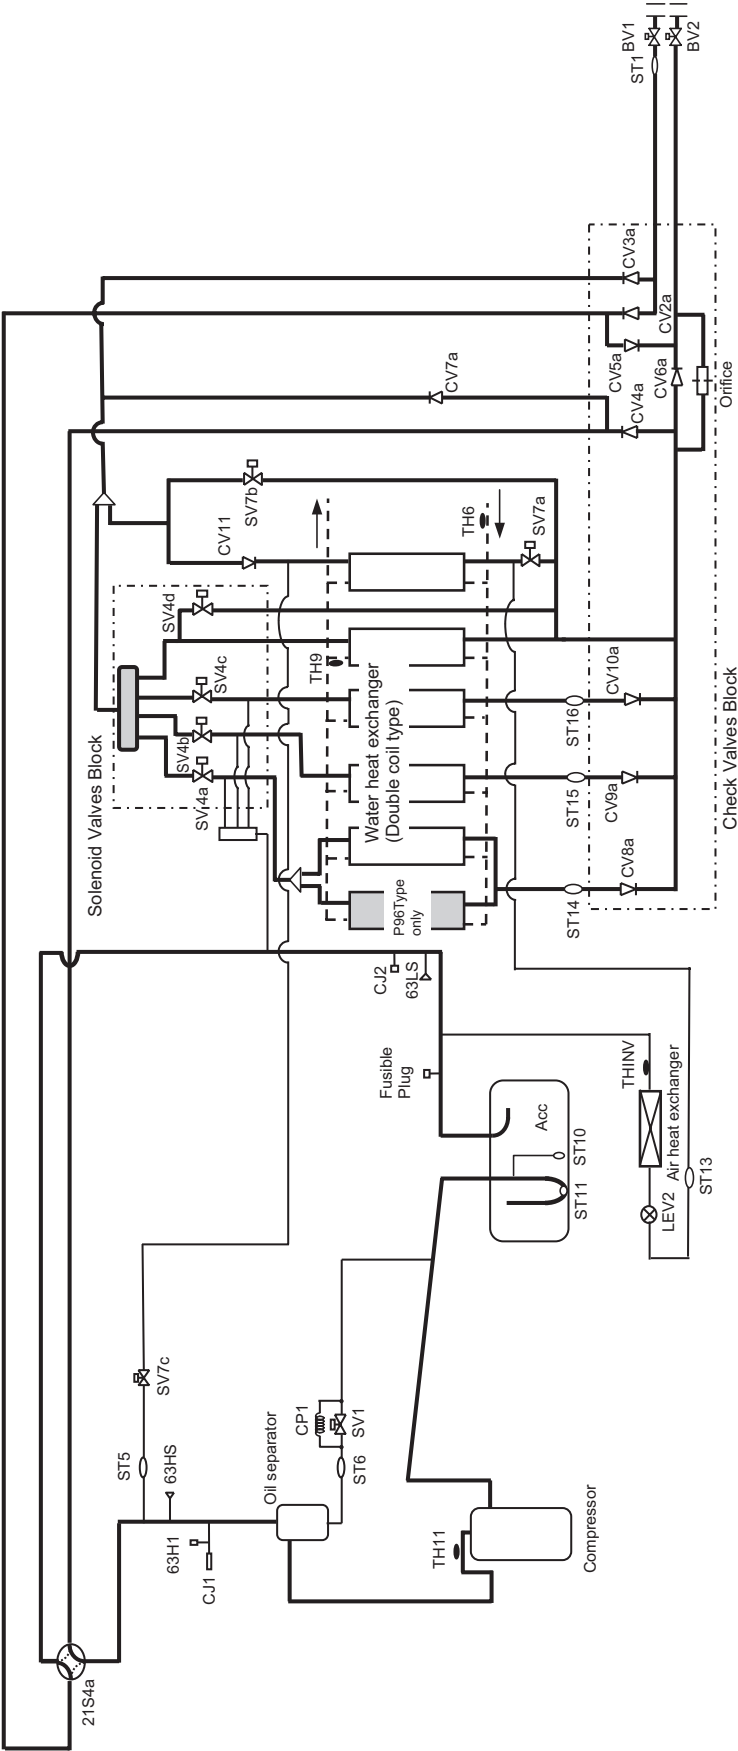 BV1
BV2
ST1
CV3a
CV2a
CV5a
CV6a
CV4a
Orifice
CV7a
SV7b
CV11
TH6
SV7a
Solenoid Valves Block
SV4d
SV4c
SV4b
SV4a
TH9
Water heat exchanger
(Double coil type)
P96Type
only
CV10a
ST16
CV9a
ST15
CV8a
ST14
Check Valves Block
CJ2
63LS
Fusible
Plug
Acc
ST10
ST11
THINV
Air heat exchanger
LEV2
ST13
SV7c
ST5
63HS
63H1
CJ1
Oil separator
CP1
SV1
ST6
TH11
Compressor
21S4a